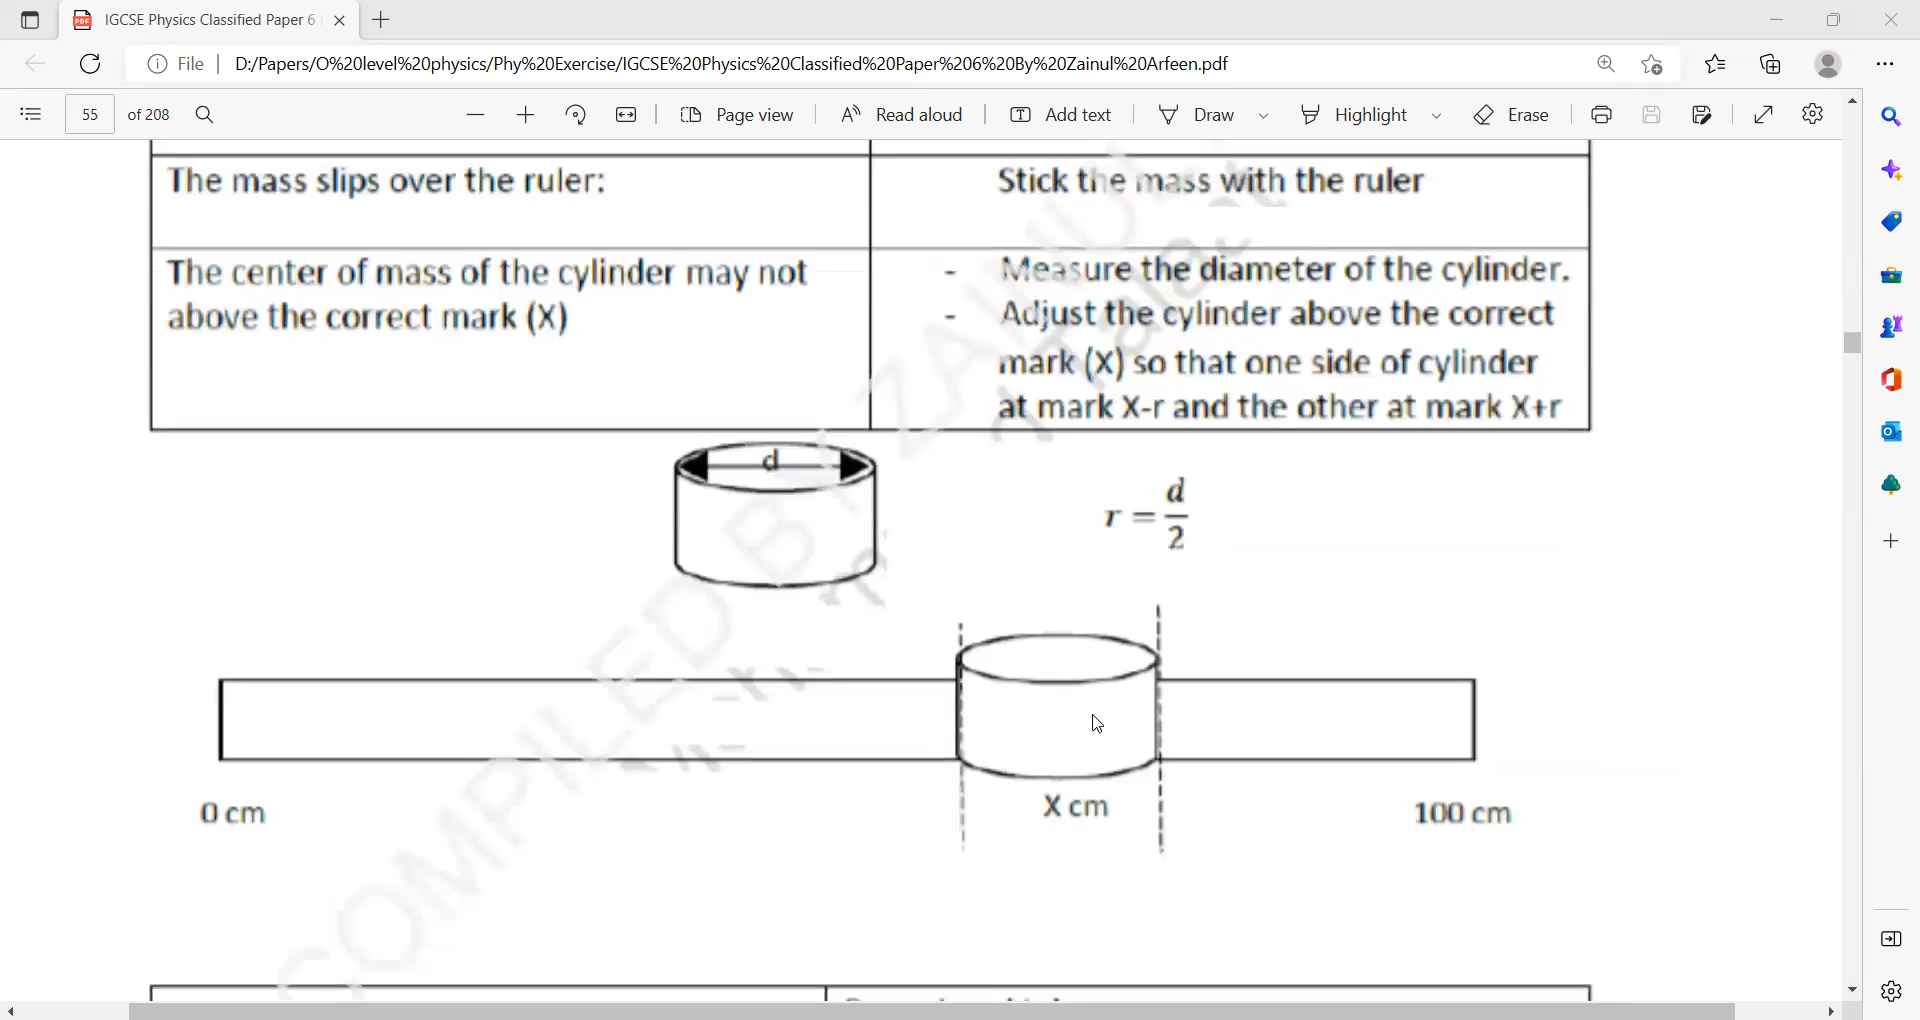 IGCSE Physics Classified Paper 6
File
D:/Papers/O%20level%20physics/Phy%20Exercise/IGCSE%20Physics%20Classified%20Paper%206%20By%20Zainul%20Arfeen.pdf
55 of 208
Page view
Read aloud
Add text
Draw
Highlight
Erase
The mass slips over the ruler:
Stick the mass with the ruler
The center of mass of the cylinder may not
above the correct mark (X)
- Measure the diameter of the cylinder.
- Adjust the cylinder above the correct
mark (X) so that one side of cylinder
at mark X-r and the other at mark X+r
d
r = d/2
0 cm
X cm
100 cm
COMPILED BY ZAINUL